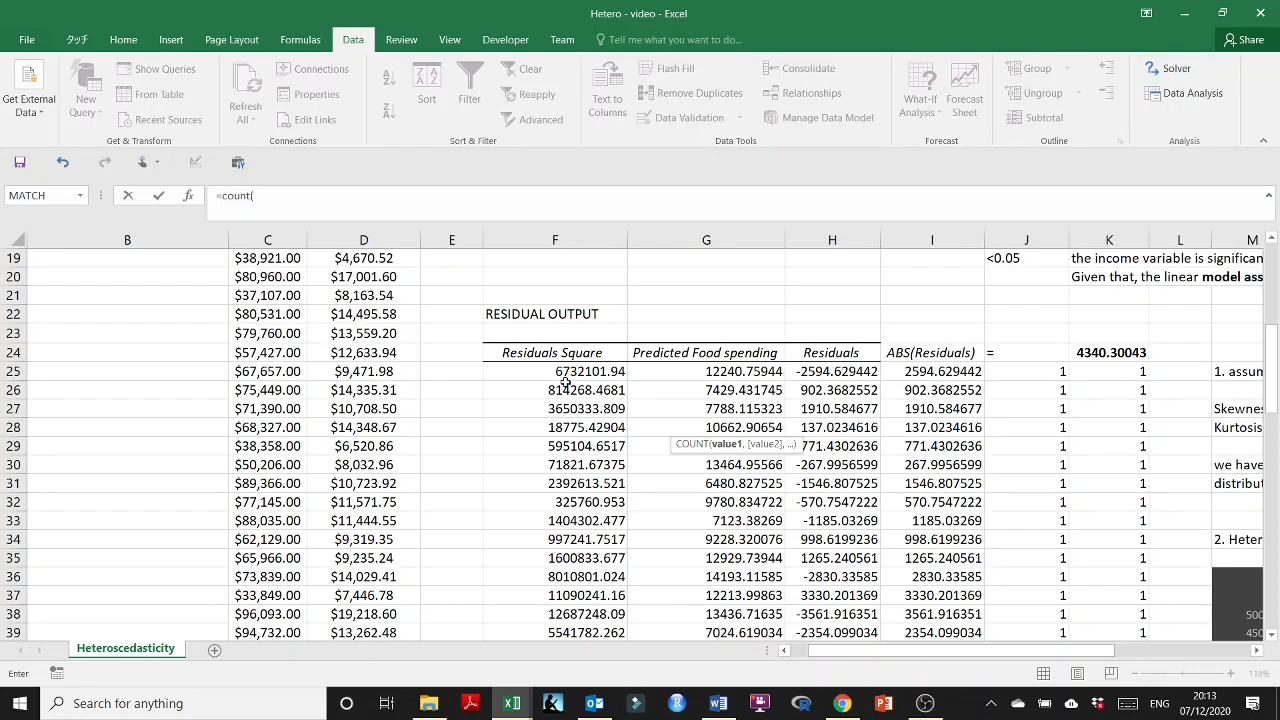 Hetero - video - Excel
File タッチ Home Insert Page Layout Formulas Data Review View Developer Team Tell me what you want to do... Share
Get External Data
New Query
Show Queries
From Table
Recent Sources
Get & Transform
Refresh All
Connections
Properties
Edit Links
Connections
Sort
Filter
Clear
Reapply
Advanced
Sort & Filter
Text to Columns
Flash Fill
Remove Duplicates
Data Validation
Consolidate
Relationships
Manage Data Model
Data Tools
What-If Analysis
Forecast Sheet
Forecast
Group
Ungroup
Subtotal
Outline
Solver
Data Analysis
Analysis
MATCH =count(
B C D E F G H I J K L M
19 $38,921.00 $4,670.52 <0.05 the income variable is significan
20 $80,960.00 $17,001.60 Given that, the linear model ass
21 $37,107.00 $8,163.54
22 $80,531.00 $14,495.58 RESIDUAL OUTPUT
23 $79,760.00 $13,559.20
24 $57,427.00 $12,633.94 Residuals Square Predicted Food spending Residuals ABS(Residuals) = 4340.30043
25 $67,657.00 $9,471.98 6732101.94 12240.75944 -2594.629442 2594.629442 1 1 1. assum
26 $75,449.00 $14,335.31 814268.4681 7429.431745 902.3682552 902.3682552 1 1
27 $71,390.00 $10,708.50 3650333.809 7788.115323 1910.584677 1910.584677 1 1 Skewnes
28 $68,327.00 $14,348.67 18775.42904 10662.90654 137.0234616 137.0234616 1 1 Kurtosis
29 $38,358.00 $6,520.86 595104.6517 COUNT(value1, [value2], ...) 771.4302636 771.4302636 1 1
30 $50,206.00 $8,032.96 71821.67375 13464.95566 -267.9956599 267.9956599 1 1 we have
31 $89,366.00 $10,723.92 2392613.521 6480.827525 -1546.807525 1546.807525 1 1 distribut
32 $77,145.00 $11,571.75 325760.953 9780.834722 -570.7547222 570.7547222 1 1
33 $88,035.00 $11,444.55 1404302.477 7123.38269 -1185.03269 1185.03269 1 1
34 $62,129.00 $9,319.35 997241.7517 9228.320076 998.6199236 998.6199236 1 1 2. Heter
35 $65,966.00 $9,235.24 1600833.677 12929.73944 1265.240561 1265.240561 1 1
36 $73,839.00 $14,029.41 8010801.024 14193.11585 -2830.33585 2830.33585 1 1
37 $33,849.00 $7,446.78 11090241.16 12213.99863 3330.201369 3330.201369 1 1
38 $96,093.00 $19,218.60 12687248.09 13436.71635 -3561.916351 3561.916351 1 1 500
39 $94,732.00 $13,262.48 5541782.262 7024.619034 -2354.099034 2354.099034 1 1 450
Heteroscedasticity
Enter 118%
Type here to search ENG 20:13
07/12/2020